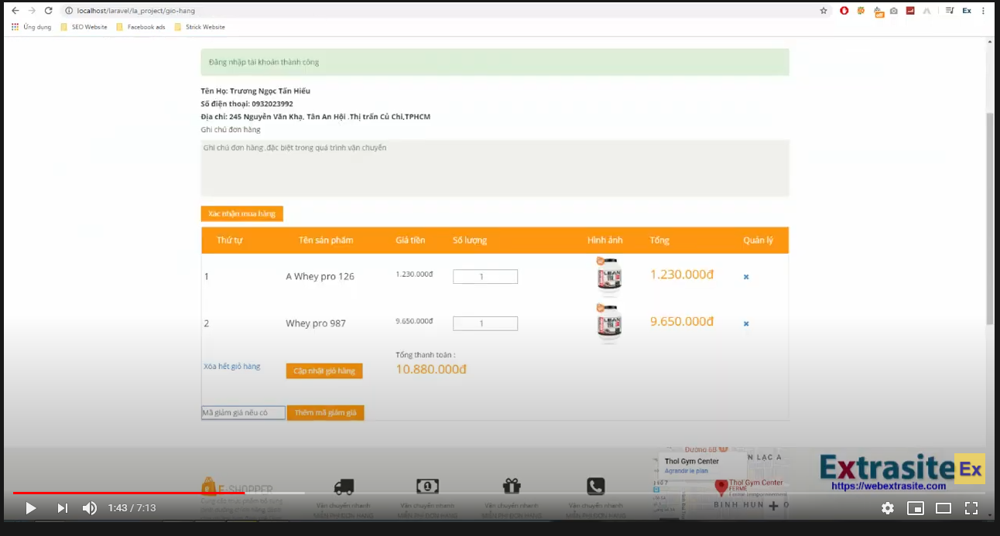 localhost/laravel/la_project/gio-hang
Ex
Ứng dụng
SEO Website
Facebook ads
Strick Website
Đăng nhập tài khoản thành công
Tên Họ: Trương Ngọc Tấn Hiếu
Số điện thoại: 0932023992
Địa chỉ: 245 Nguyễn Văn Khạ, Tân An Hội .Thị trấn Củ Chi,TPHCM
Ghi chú đơn hàng
Ghi chú đơn hàng .đặc biệt trong quá trình vận chuyển
Xác nhận mua hàng
Thứ tự Tên sản phẩm Giá tiền Số lượng Hình ảnh Tổng Quản lý
1 A Whey pro 126 1.230.000đ 1 LEAN 1.230.000đ
2 Whey pro 987 9.650.000đ 1 LEAN 9.650.000đ
Tổng thanh toán :
Xóa hết giỏ hàng Cập nhật giỏ hàng 10.880.000đ
Mã giảm giá nếu có Thêm mã giảm giá
Đường 6B
Thol Gym Center
Agrandir le plan
N LẠC A
Extrasite Ex
https://webextrasite.com
E-SHOPPER
Thol Gym Center
FERMÉ
BÌNH HƯN
Vận chuyển nhanh Vận chuyển nhanh Vận chuyển nhanh Vận chuyển nhanh
MIỄN PHÍ ĐƠN HÀNG MIỄN PHÍ ĐƠN HÀNG MIỄN PHÍ ĐƠN HÀNG MIỄN PHÍ ĐƠN HÀNG
1:43 / 7:13